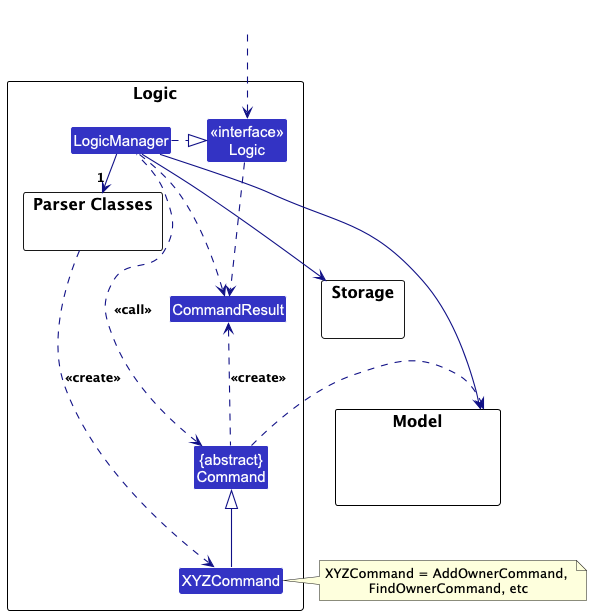 Logic
«interface»
Logic
LogicManager
1
Parser Classes
Storage
CommandResult
«call»
«create»
«create»
Model
{abstract}
Command
XYZCommand
XYZCommand = AddOwnerCommand,
FindOwnerCommand, etc